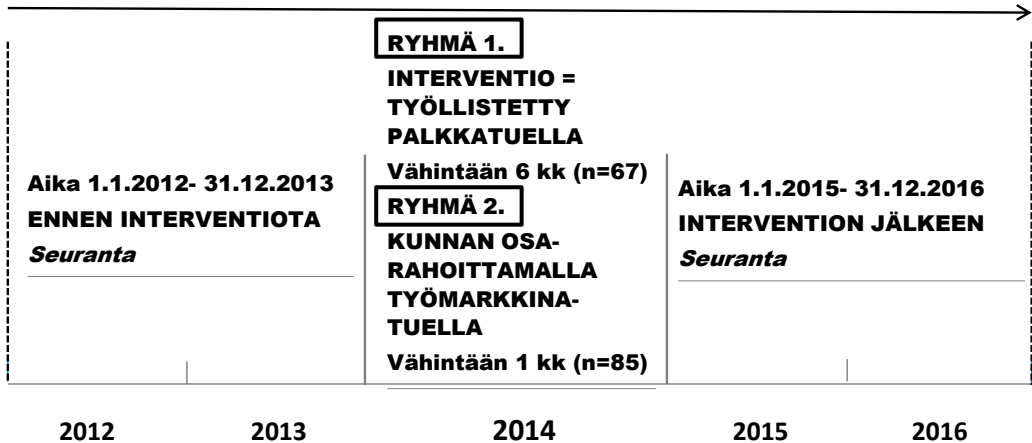 Aika 1.1.2012- 31.12.2013
ENNEN INTERVENTIOTA
Seuranta
RYHMÄ 1.
INTERVENTIO =
TYÖLLISTETTY
PALKKATUELLA
Vähintään 6 kk (n=67)
RYHMÄ 2.
KUNNAN OSA-
RAHOITTAMALLA
TYÖMARKKINA-
TUELLA
Vähintään 1 kk (n=85)
Aika 1.1.2015- 31.12.2016
INTERVENTION JÄLKEEN
Seuranta
2012 2013 2014 2015 2016